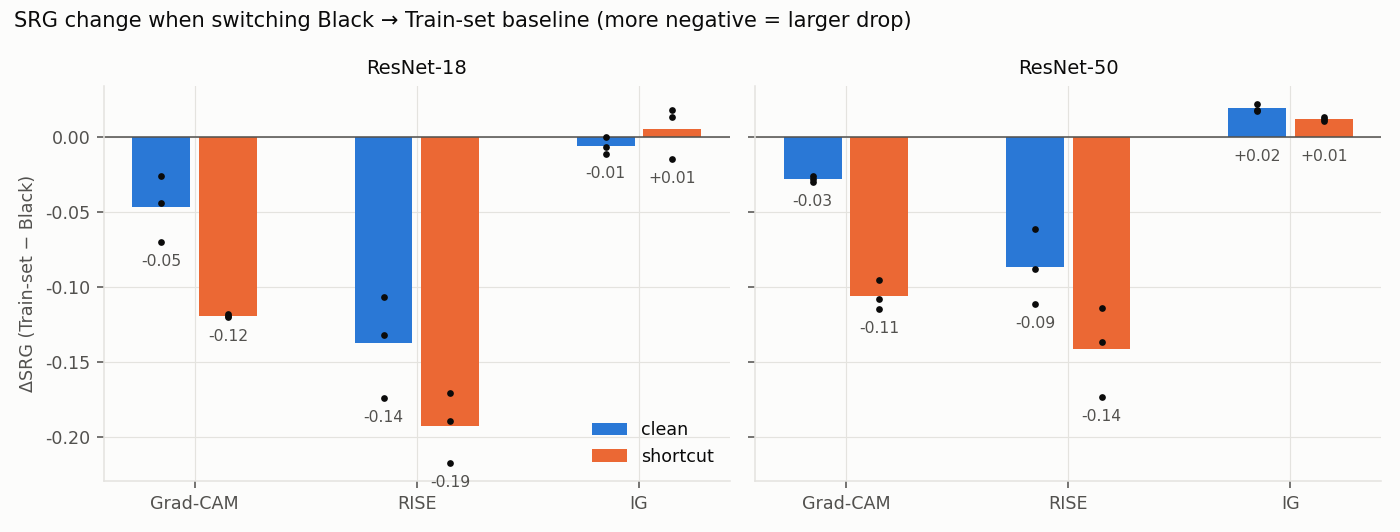 SRG change when switching Black → Train-set baseline (more negative = larger drop)
ResNet-18
ResNet-50
ΔSRG (Train-set − Black)
0.00
-0.05
-0.10
-0.15
-0.20
-0.05
-0.12
-0.14
-0.19
-0.01
+0.01
clean
shortcut
Grad-CAM
RISE
IG
-0.03
-0.11
-0.09
-0.14
+0.02
+0.01
Grad-CAM
RISE
IG